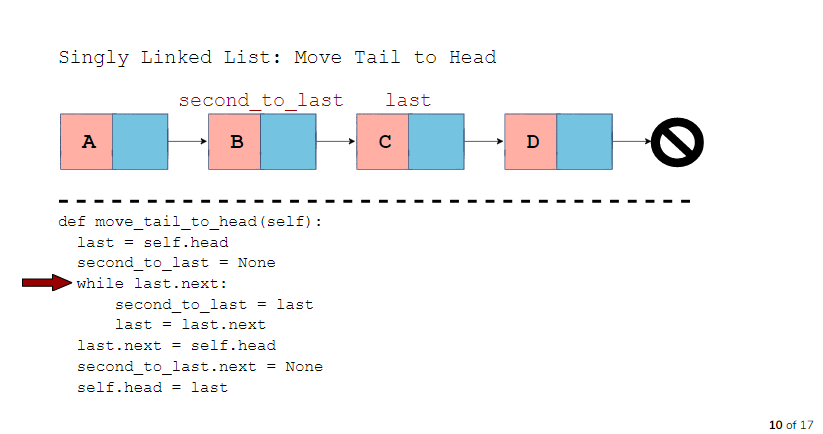 Singly Linked List: Move Tail to Head
second_to_last last
A B C D
def move_tail_to_head(self):
last = self.head
second_to_last = None
while last.next:
second_to_last = last
last = last.next
last.next = self.head
second_to_last.next = None
self.head = last
10 of 17